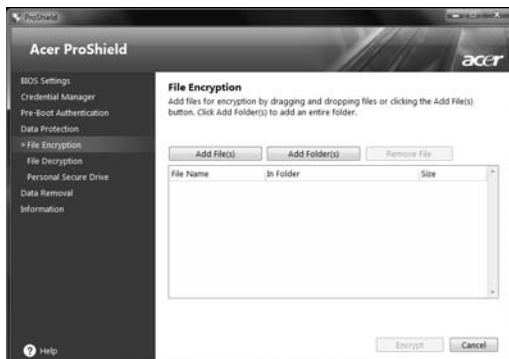 ProShield
Acer ProShield
acer
BIOS Settings
Credential Manager
Pre-Boot Authentication
Data Protection
File Encryption
File Decryption
Personal Secure Drive
Data Removal
Information
Help
File Encryption
Add files for encryption by dragging and dropping files or clicking the Add File(s)
button. Click Add Folder(s) to add an entire folder.
Add File(s) Add Folder(s) Remove File
File Name In Folder Size
Encrypt Cancel